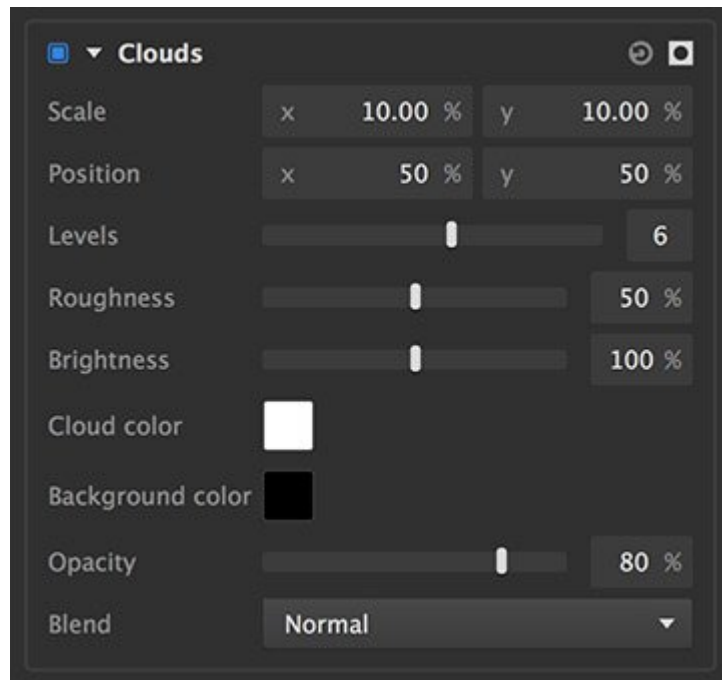 Clouds
Scale x 10.00 % y 10.00 %
Position x 50 % y 50 %
Levels 6
Roughness 50 %
Brightness 100 %
Cloud color
Background color
Opacity 80 %
Blend Normal